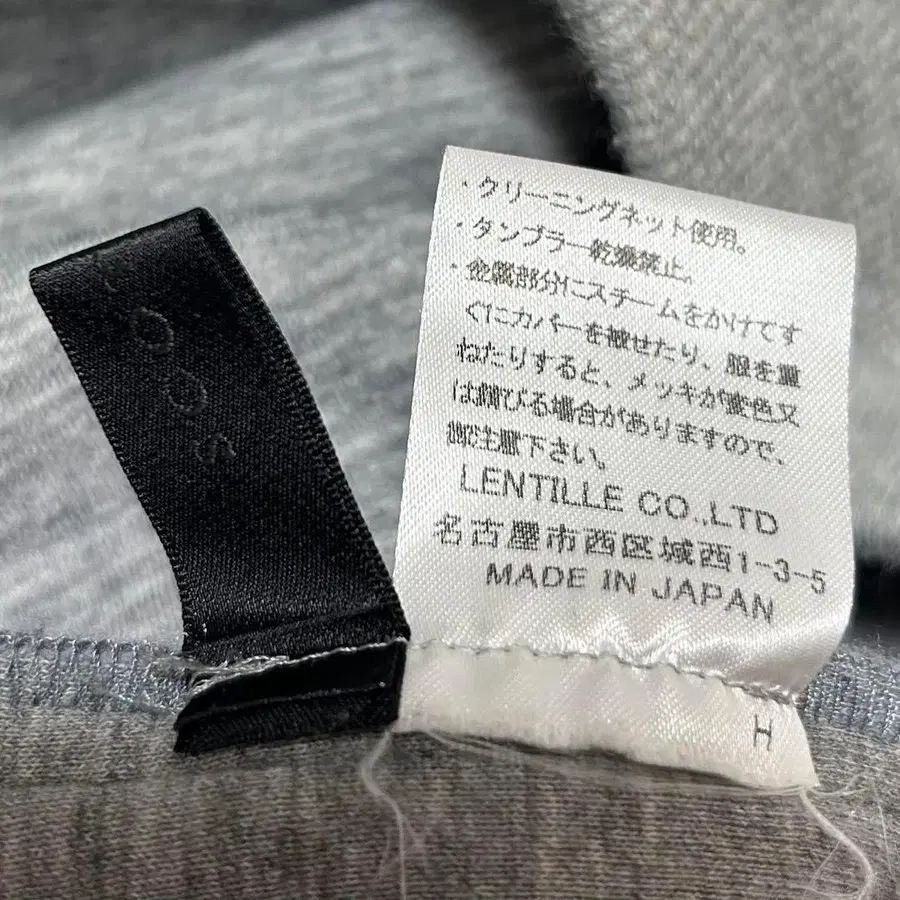 ・クリーニングネット使用。
・タンブラー乾燥禁止。
・金属部分にスチームをかけてす
ぐにカバーを被せたり、服を重
ねたりすると、メッキが変色又
は錆びる場合がありますので、
御注意下さい。
LENTILLE CO.,LTD
名古屋市西区城西1-3-5
MADE IN JAPAN
H